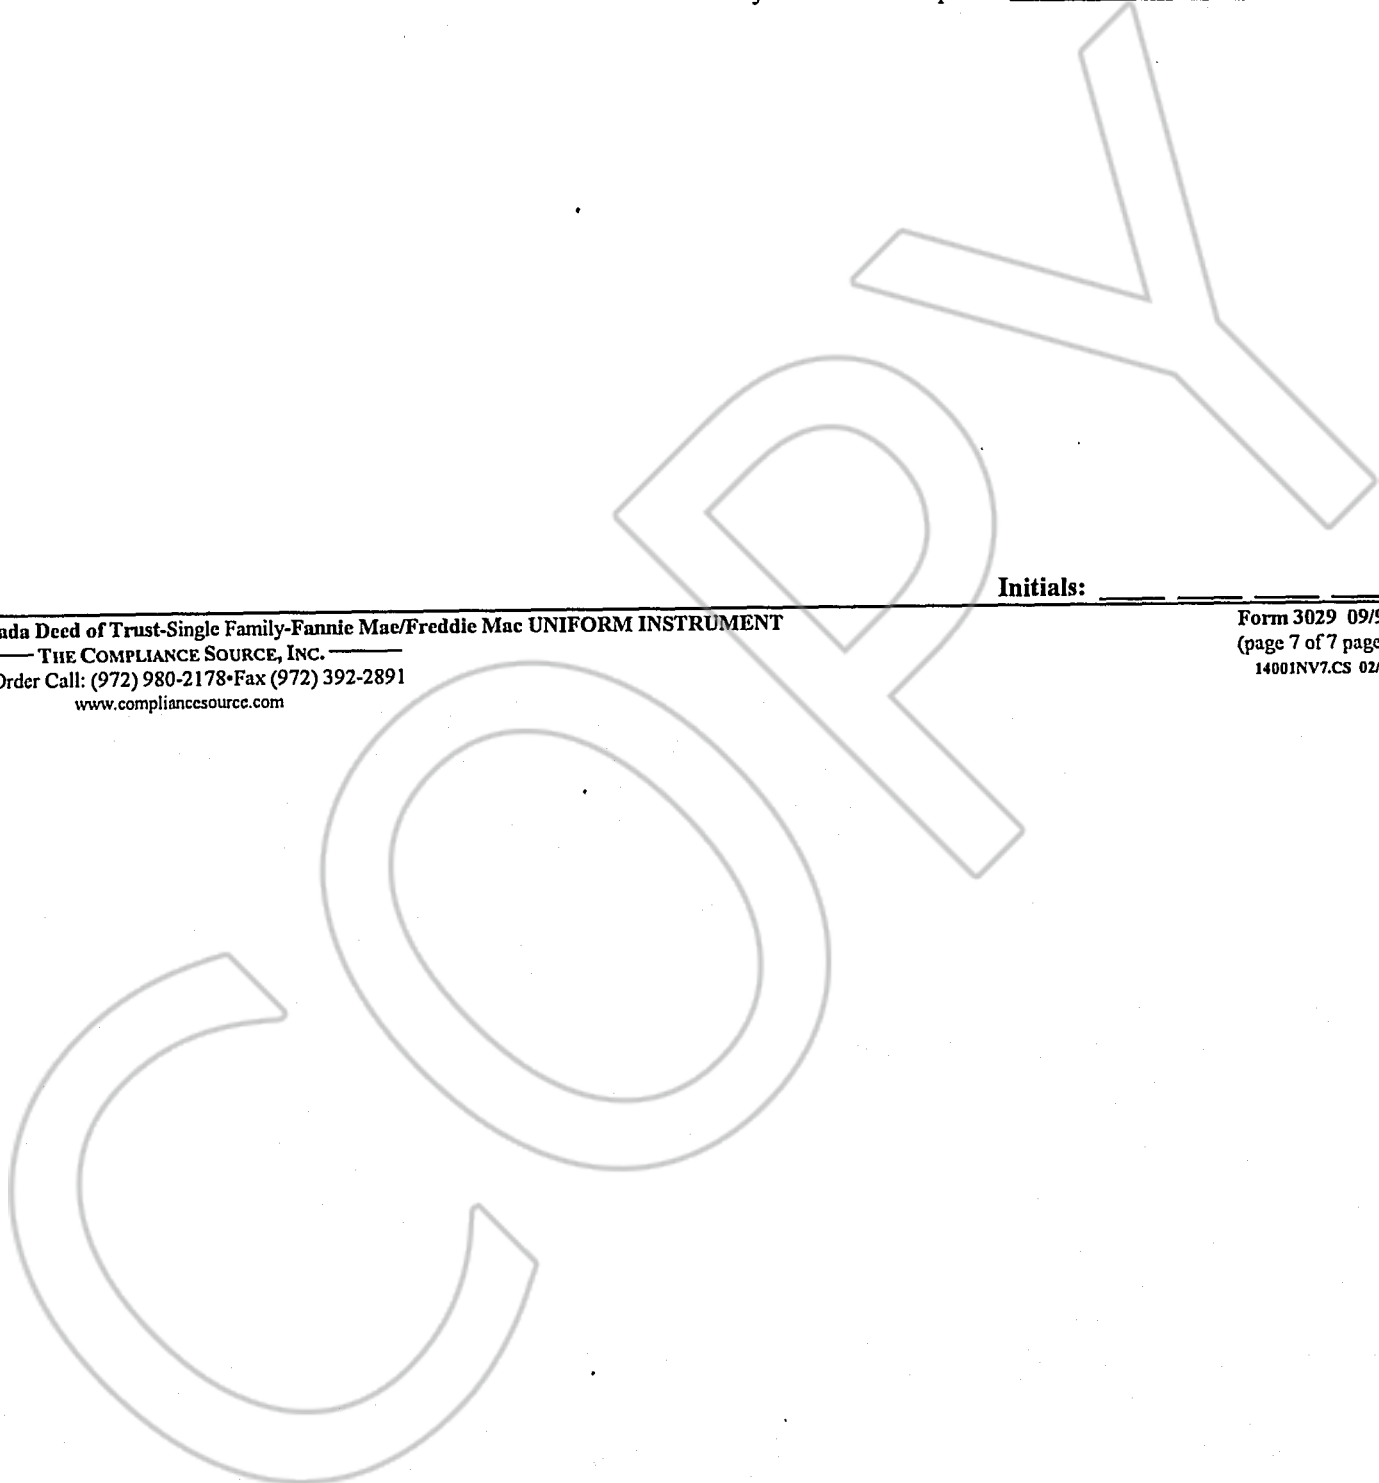 Initials:
ada Deed of Trust-Single Family-Fannie Mae/Freddie Mac UNIFORM INSTRUMENT
THE COMPLIANCE SOURCE, INC.
Order Call: (972) 980-2178•Fax (972) 392-2891
www.compliancesource.com
Form 3029 09/9
(page 7 of 7 page
14001NV7.CS 02/
COPY